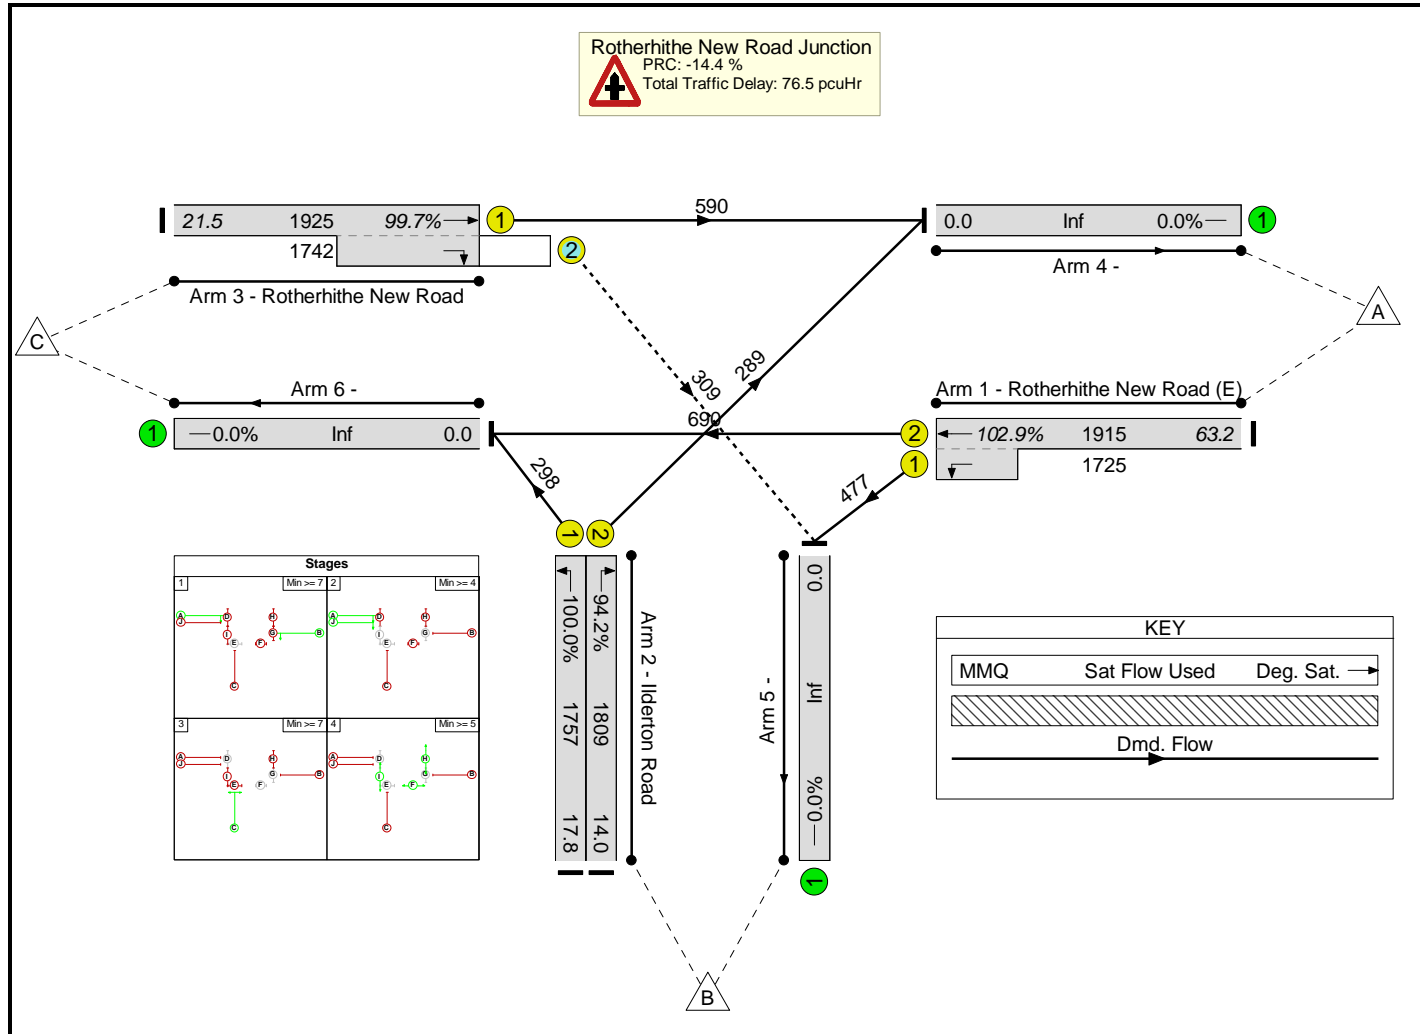 Rotherhithe New Road Junction
PRC: -14.4 %
Total Traffic Delay: 76.5 pcuHr
21.5 1925 99.7%
1
590
0.0 Inf 0.0%
1
1742
2
Arm 3 - Rotherhithe New Road
Arm 4 -
C
A
309
289
Arm 6 -
Arm 1 - Rotherhithe New Road (E)
1
0.0% Inf 0.0
690
2
102.9% 1915 63.2
1
1725
298
477
1
2
100.0% 1757 17.8
94.2% 1809 14.0
Arm 2 - Ilderton Road
Arm 5 -
0.0 Inf 0.0%
1
B
Stages
1 Min >= 7
A J D I E F H G B C
2 Min >= 4
A J D I E F H G B C
3 Min >= 7
A J D I E F H G B C
4 Min >= 5
A J D I E F H G B C
KEY
MMQ Sat Flow Used Deg. Sat.
Dmd. Flow